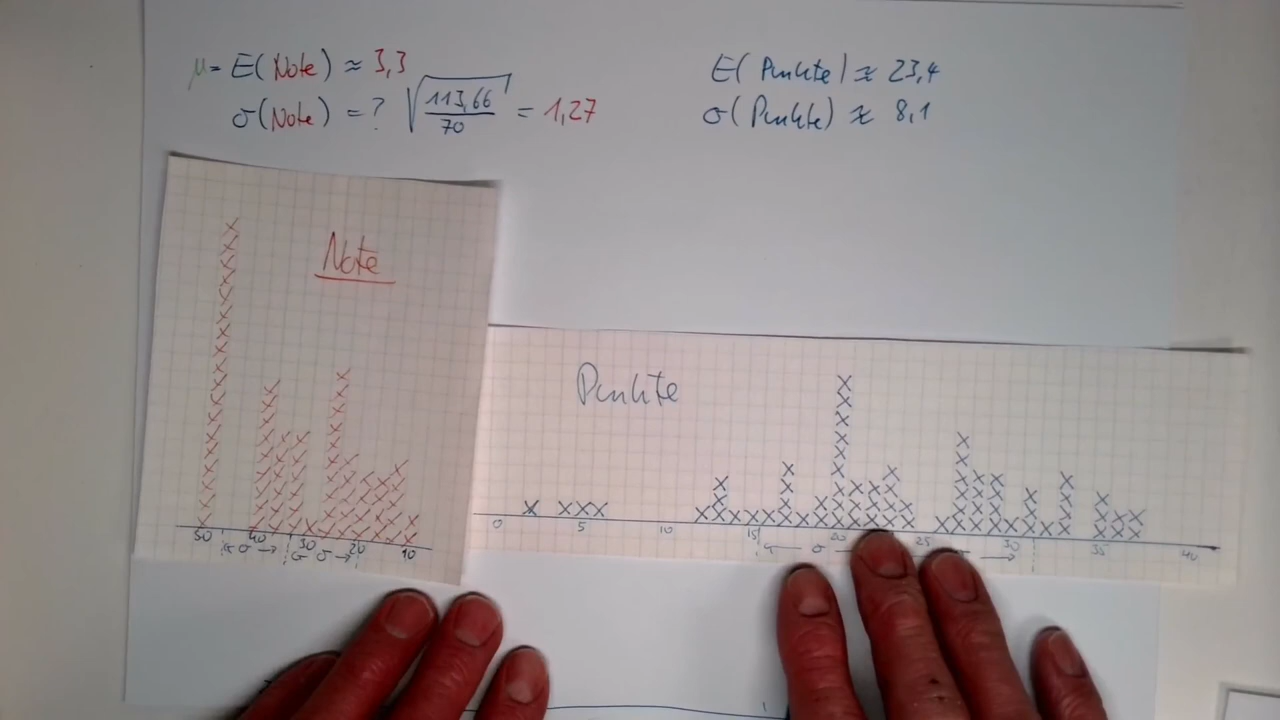 μ = E(Note) ≈ 3,3
σ(Note) = ? √(113,66/70) = 1,27
E(Punkte) ≈ 23,4
σ(Punkte) ≈ 8,1
Note
50 40 30 20 10
σ σ
Punkte
0 5 10 15 20 25 30 35 40
σ